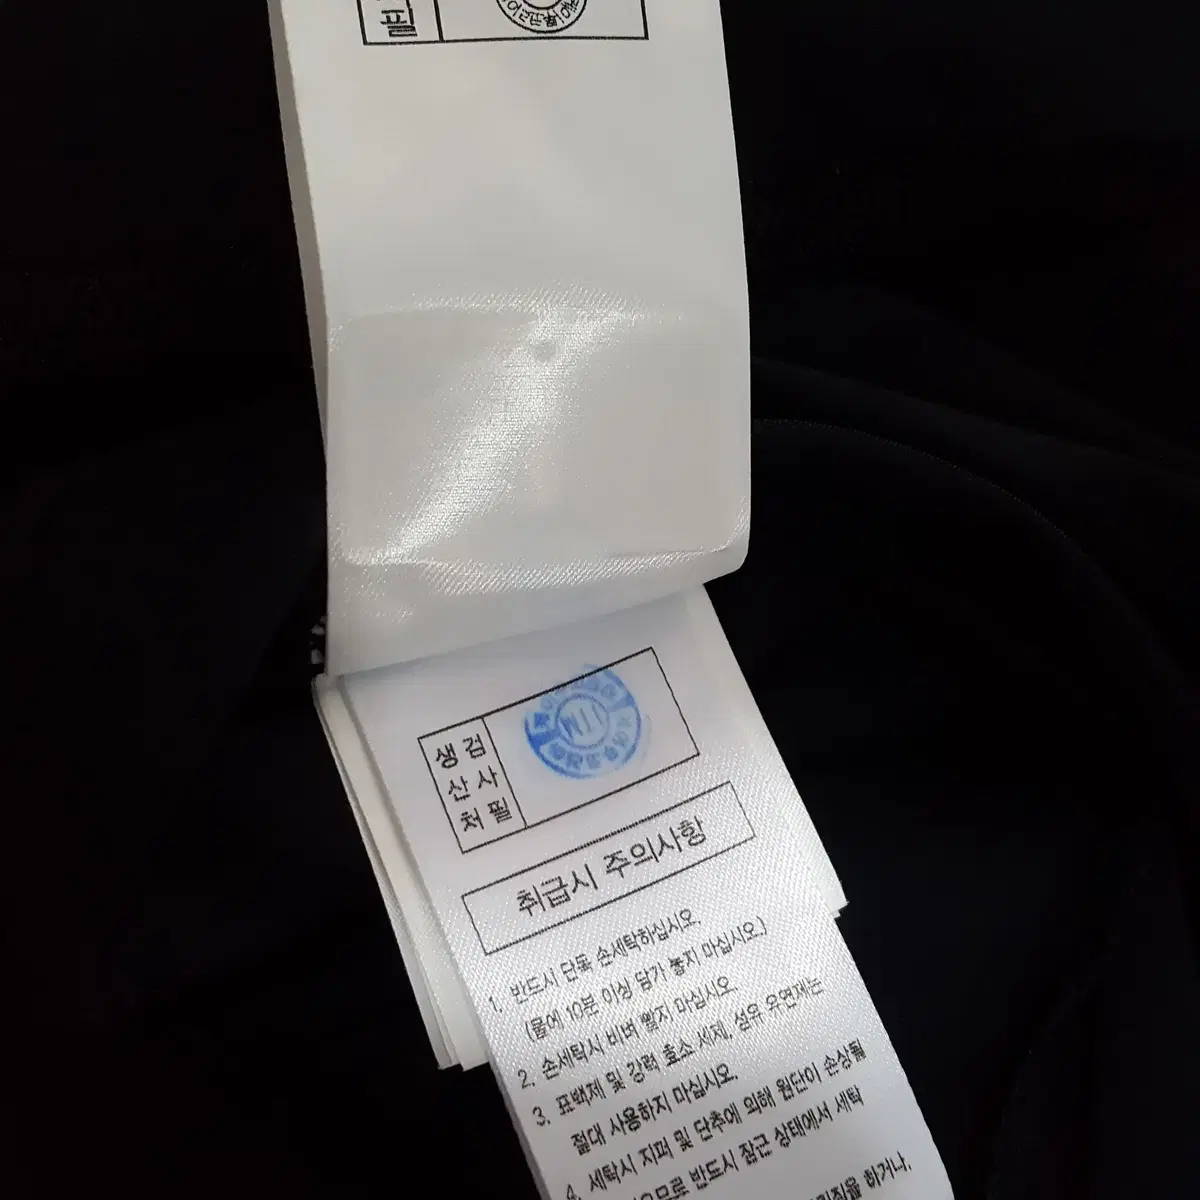 필
생 검
산 사
처 필
NII
취급시 주의사항
1. 반드시 단독 손세탁하십시오.
(물에 10분 이상 담가 놓지 마십시오.)
2. 손세탁시 비벼 빨지 마십시오.
3. 표백제 및 강력 효소 세제, 섬유 유연제는
절대 사용하지 마십시오.
4. 세탁시 지퍼 및 단추에 의해 원단이 손상될
으므로 반드시 잠근 상태에서 세탁
하거나,